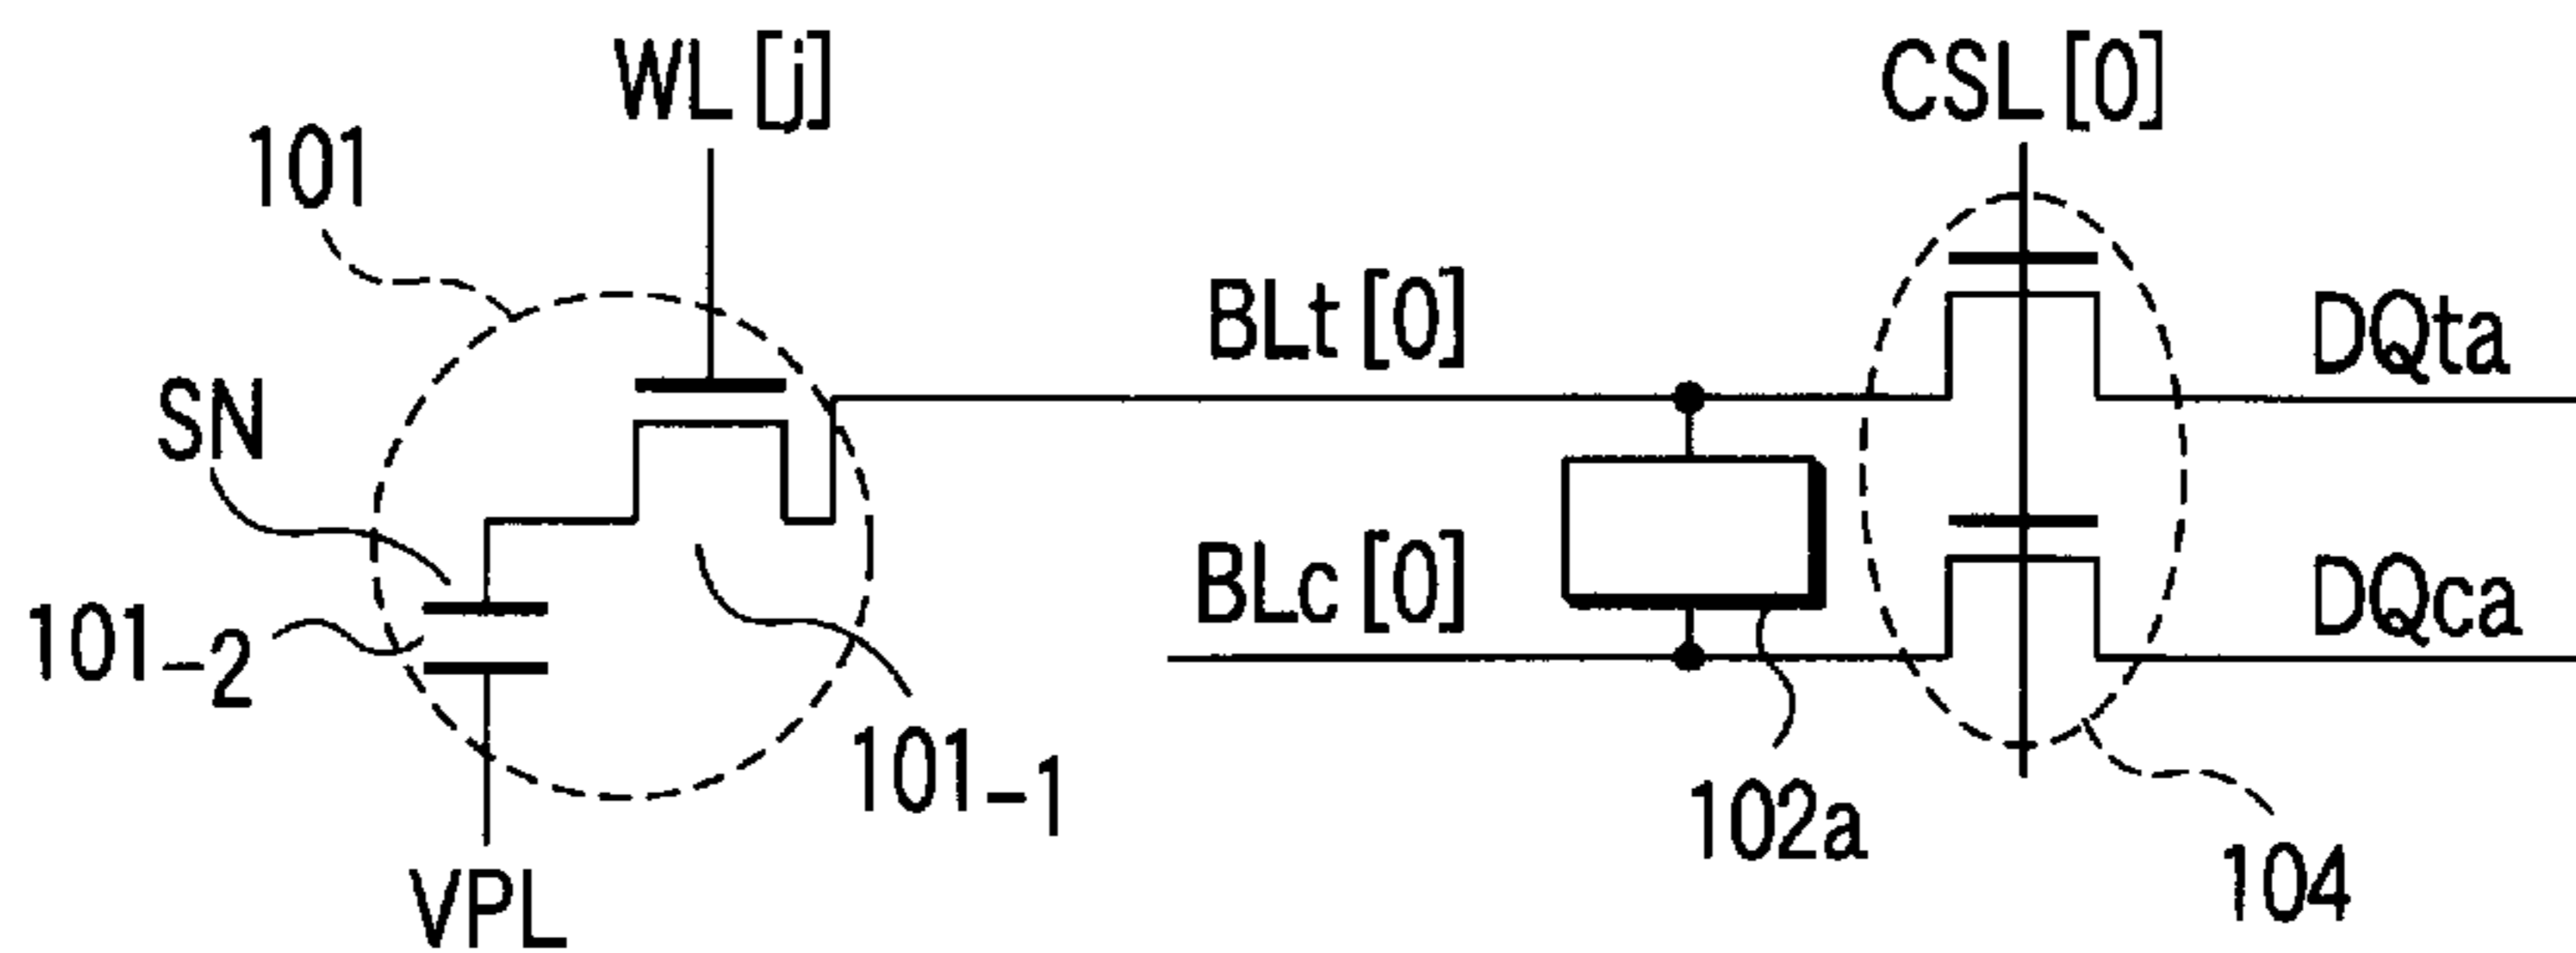 WL [j]
CSL [0]
101
BLt [0]
DQta
SN
BLc [0]
DQca
101-2
101-1
102a
104
VPL